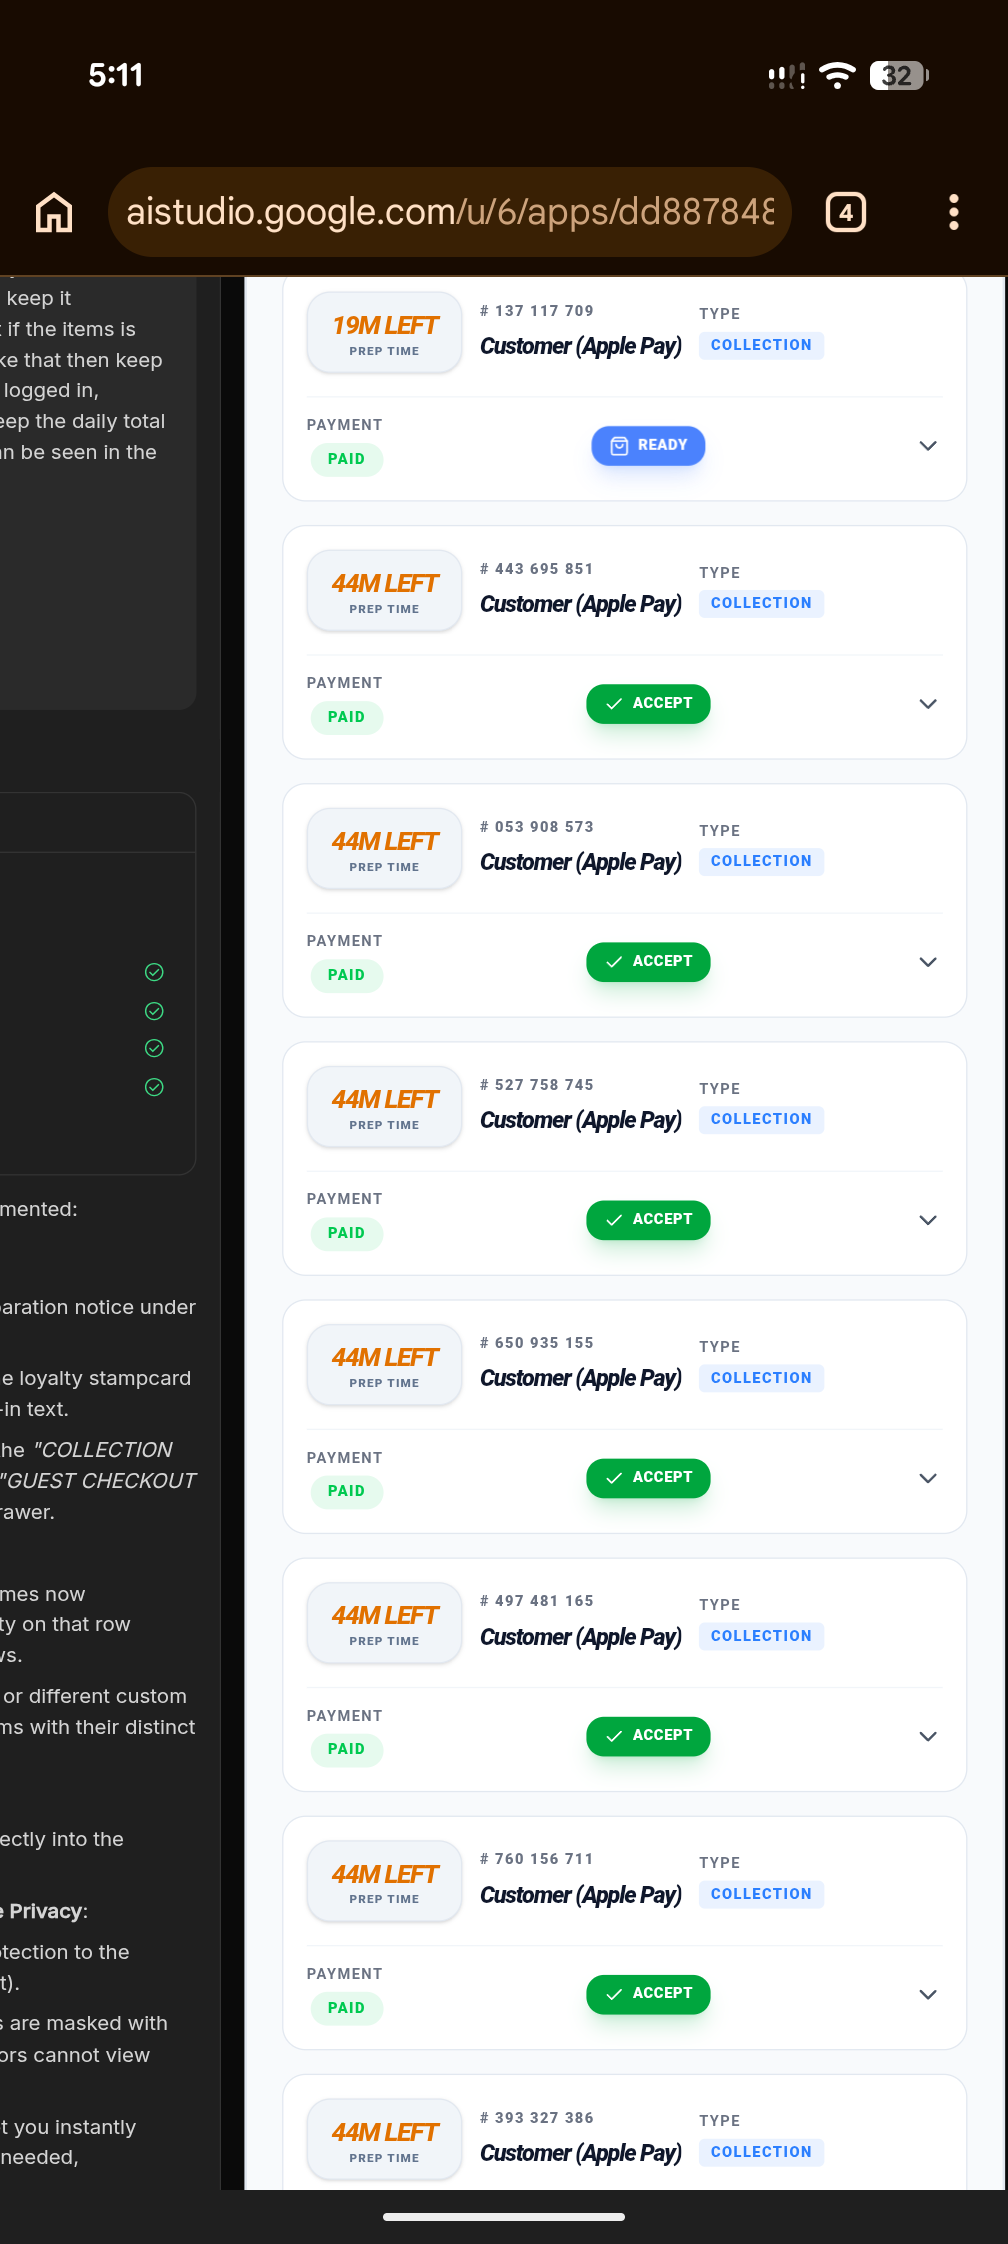 5:11
32
aistudio.google.com/u/6/apps/dd887848
4
keep it
if the items is
ke that then keep
logged in,
eep the daily total
an be seen in the
mented:
paration notice under
e loyalty stampcard
-in text.
the "COLLECTION
"GUEST CHECKOUT
rawer.
mes now
ty on that row
ws.
or different custom
ms with their distinct
ectly into the
e Privacy:
otection to the
t).
s are masked with
ors cannot view
t you instantly
needed,
19M LEFT
PREP TIME
# 137 117 709
Customer (Apple Pay)
TYPE
COLLECTION
PAYMENT
PAID
READY
44M LEFT
PREP TIME
# 443 695 851
Customer (Apple Pay)
TYPE
COLLECTION
PAYMENT
PAID
ACCEPT
44M LEFT
PREP TIME
# 053 908 573
Customer (Apple Pay)
TYPE
COLLECTION
PAYMENT
PAID
ACCEPT
44M LEFT
PREP TIME
# 527 758 745
Customer (Apple Pay)
TYPE
COLLECTION
PAYMENT
PAID
ACCEPT
44M LEFT
PREP TIME
# 650 935 155
Customer (Apple Pay)
TYPE
COLLECTION
PAYMENT
PAID
ACCEPT
44M LEFT
PREP TIME
# 497 481 165
Customer (Apple Pay)
TYPE
COLLECTION
PAYMENT
PAID
ACCEPT
44M LEFT
PREP TIME
# 760 156 711
Customer (Apple Pay)
TYPE
COLLECTION
PAYMENT
PAID
ACCEPT
44M LEFT
PREP TIME
# 393 327 386
Customer (Apple Pay)
TYPE
COLLECTION